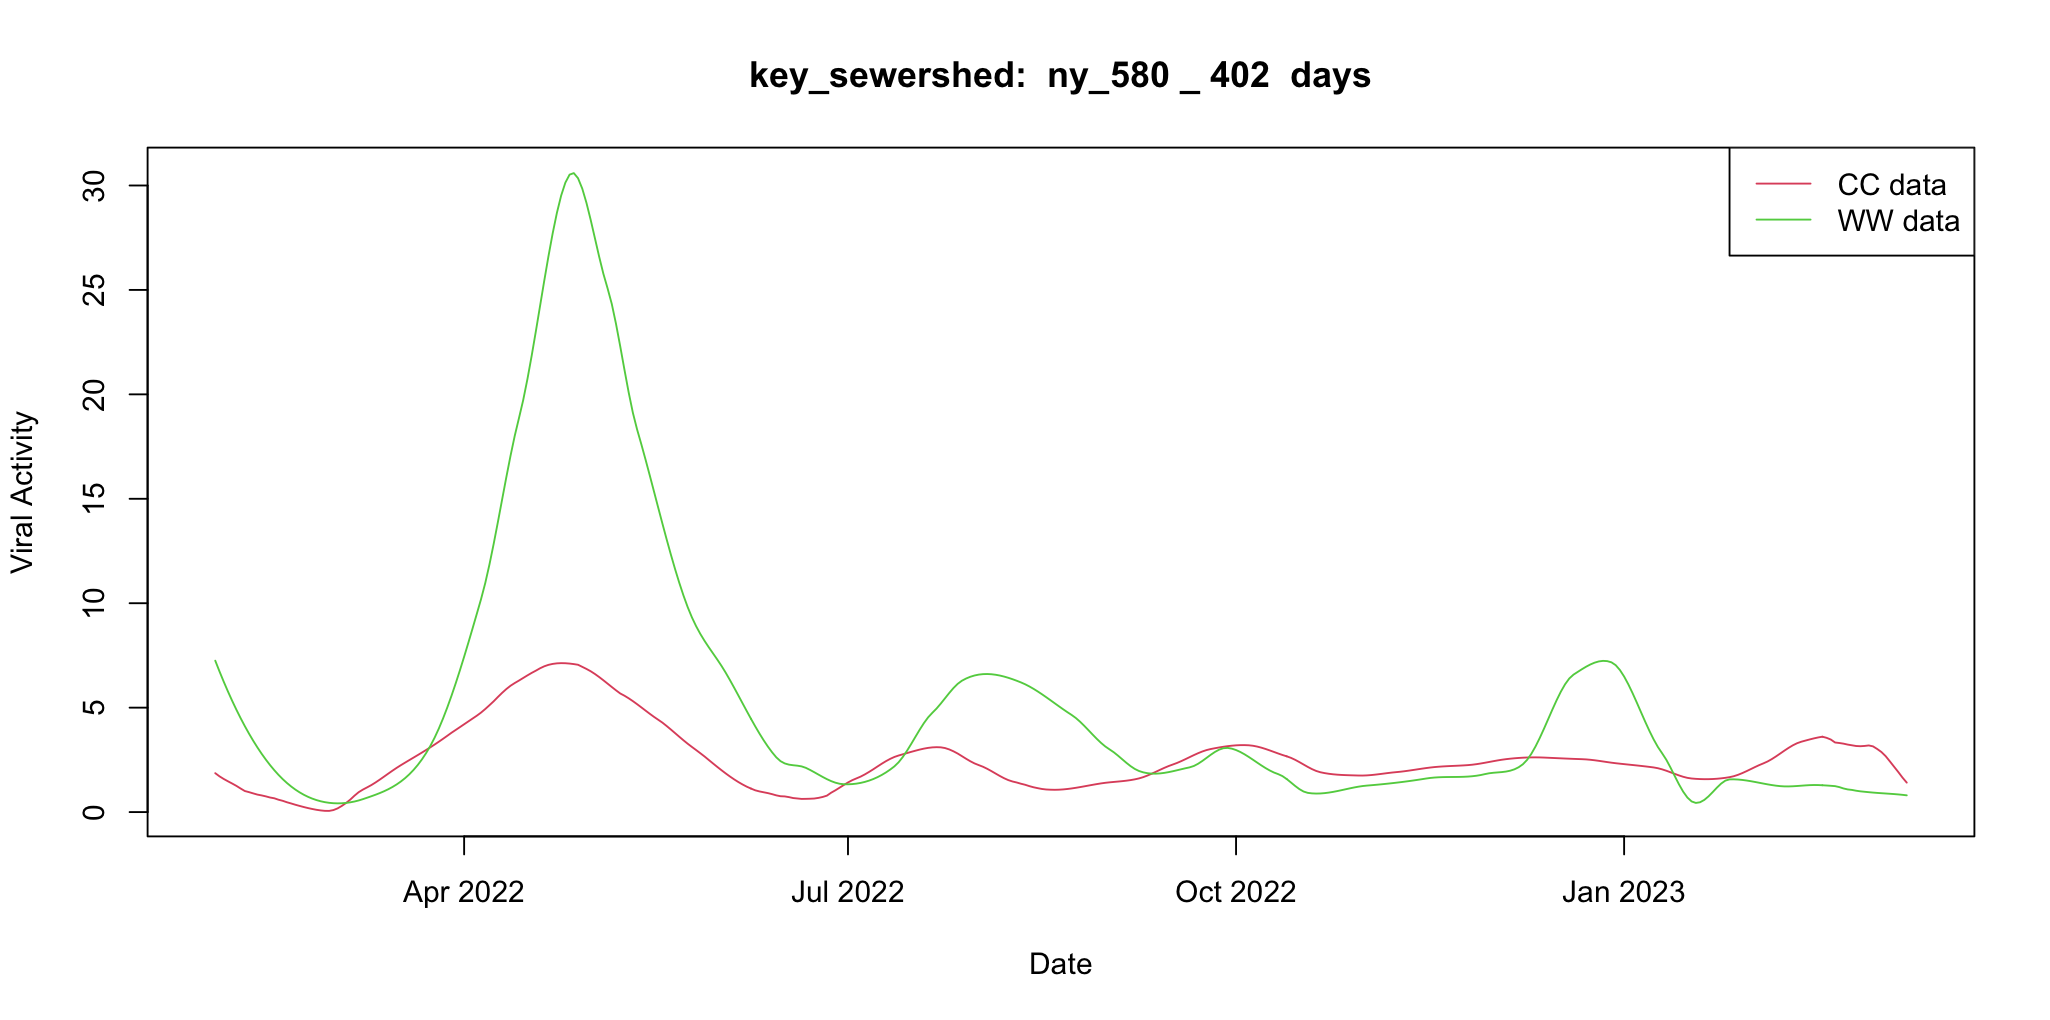 key_sewershed:  ny_580 _ 402  days
CC data
WW data
Viral Activity
30
25
20
15
10
5
0
Apr 2022
Jul 2022
Oct 2022
Jan 2023
Date